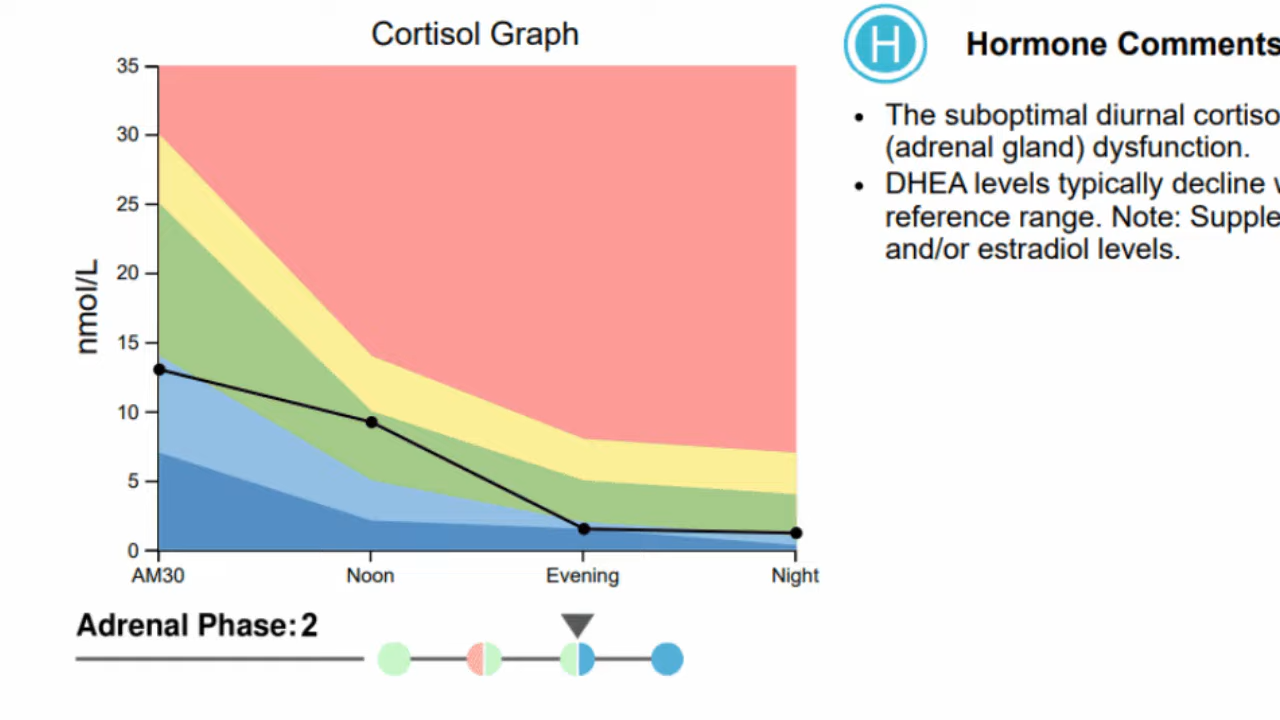 Cortisol Graph
35
30
25
20
15
10
5
0
nmol/L
AM30 Noon Evening Night
Adrenal Phase: 2
H Hormone Comments
• The suboptimal diurnal
(adrenal gland) dysfunction.
• DHEA levels typically decline
reference range. Note:
and/or estradiol levels.